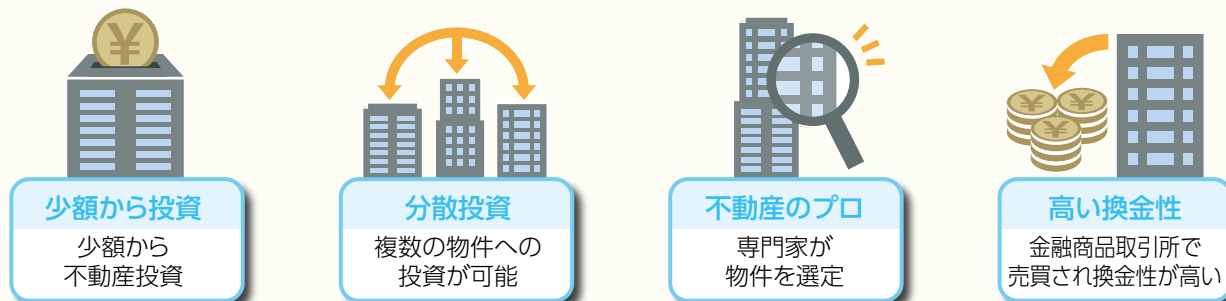 少額から投資
少額から
不動産投資
分散投資
複数の物件への
投資が可能
不動産のプロ
専門家が
物件を選定
高い換金性
金融商品取引所で
売買され換金性が高い
¥
¥
¥
¥